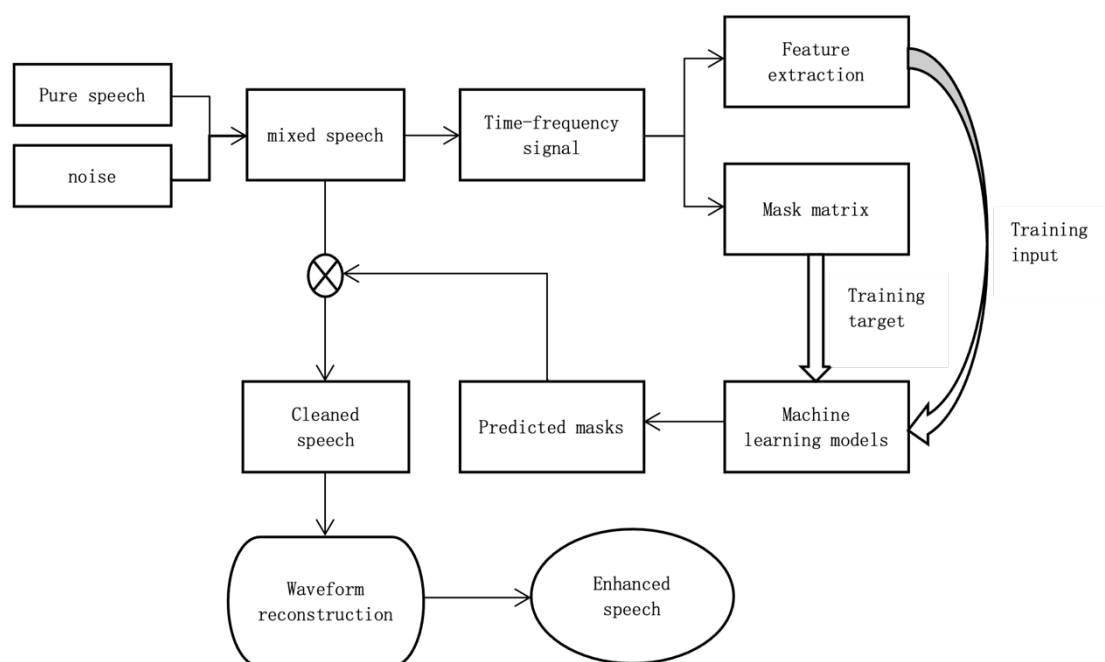 Feature
extraction
Pure speech
mixed speech
Time-frequency
signal
noise
Mask matrix
Training
input
Training
target
Cleaned
speech
Predicted masks
Machine
learning models
Waveform
reconstruction
Enhanced
speech